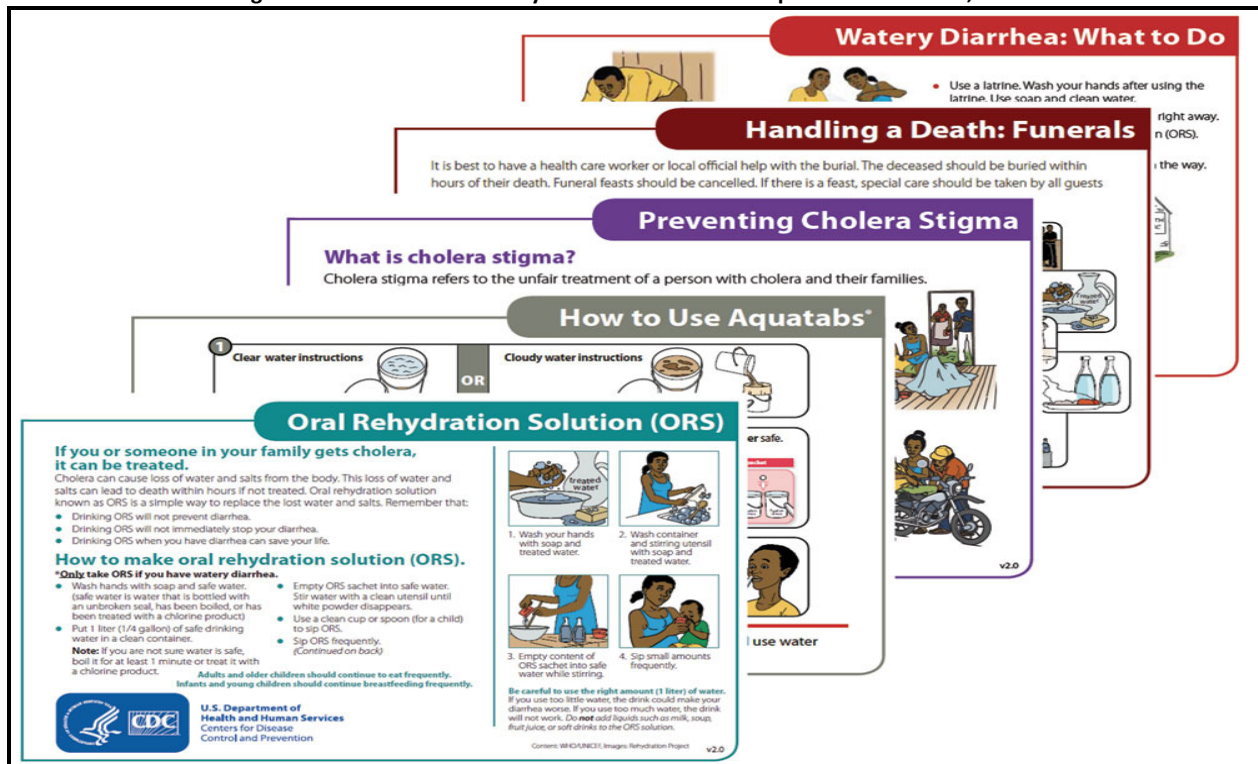 Watery Diarrhea: What to Do
• Use a latrine. Wash your hands after using the
latrine. Use soap and clean water.
right away.
n (ORS).
the way.
Handling a Death: Funerals
It is best to have a health care worker or local official help with the burial. The deceased should be buried within
hours of their death. Funeral feasts should be cancelled. If there is a feast, special care should be taken by all guests
Treated
water
Preventing Cholera Stigma
What is cholera stigma?
Cholera stigma refers to the unfair treatment of a person with cholera and their families.
v2.0
How to Use Aquatabs®
1
Clear water instructions
OR
Cloudy water instructions
er safe.
use water
Oral Rehydration Solution (ORS)
If you or someone in your family gets cholera,
it can be treated.
Cholera can cause loss of water and salts from the body. This loss of water and
salts can lead to death within hours if not treated. Oral rehydration solution
known as ORS is a simple way to replace the lost water and salts. Remember that:
• Drinking ORS will not prevent diarrhea.
• Drinking ORS will not immediately stop your diarrhea.
• Drinking ORS when you have diarrhea can save your life.
How to make oral rehydration solution (ORS).
*Only take ORS if you have watery diarrhea.
• Wash hands with soap and safe water.
(safe water is water that is bottled with
an unbroken seal, has been boiled, or has
been treated with a chlorine product)
• Put 1 liter (1/4 gallon) of safe drinking
water in a clean container.
Note: If you are not sure water is safe,
boil it for at least 1 minute or treat it with
a chlorine product.
• Empty ORS sachet into safe water.
Stir water with a clean utensil until
white powder disappears.
• Use a clean cup or spoon (for a child)
to sip ORS.
• Sip ORS frequently.
(Continued on back)
Adults and older children should continue to eat frequently.
Infants and young children should continue breastfeeding frequently.
CDC
U.S. Department of
Health and Human Services
Centers for Disease
Control and Prevention
treated
water
1. Wash your hands
with soap and
treated water.
2. Wash container
and stirring utensil
with soap and
treated water.
3. Empty content of
ORS sachet into safe
water while stirring.
4. Sip small amounts
frequently.
Be careful to use the right amount (1 liter) of water.
If you use too little water, the drink could make your
diarrhea worse. If you use too much water, the drink
will not work. Do not add liquids such as milk, soup,
fruit juice, or soft drinks to the ORS solution.
Content: WHO/UNICEF, Images: Rehydration Project
v2.0